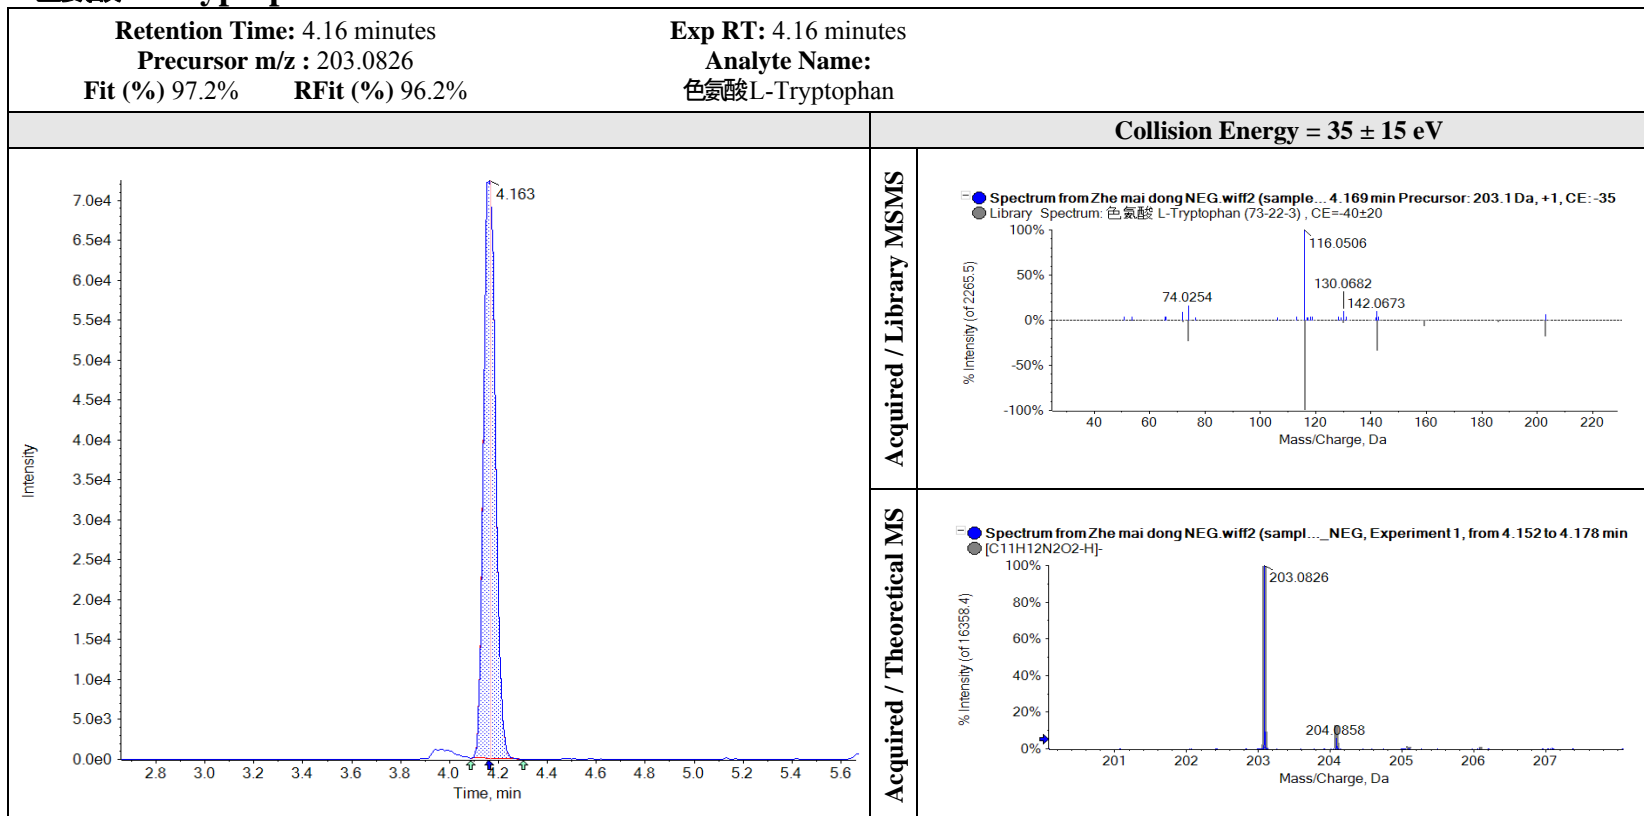 Retention Time: 4.16 minutes
Exp RT: 4.16 minutes
Precursor m/z : 203.0826
Analyte Name:
Fit (%) 97.2% RFit (%) 96.2%
色氨酸L-Tryptophan
Collision Energy = 35 ± 15 eV
Intensity
7.0e4
6.5e4
6.0e4
5.5e4
5.0e4
4.5e4
4.0e4
3.5e4
3.0e4
2.5e4
2.0e4
1.5e4
1.0e4
5.0e3
0.0e0
4.163
2.8 3.0 3.2 3.4 3.6 3.8 4.0 4.2 4.4 4.6 4.8 5.0 5.2 5.4 5.6
Time, min
Acquired / Library MSMS
Spectrum from Zhe mai dong NEG.wiff2 (sample... 4.169 min Precursor: 203.1 Da, +1, CE: -35
Library Spectrum: 色氨酸 L-Tryptophan (73-22-3) , CE=-40±20
% Intensity (of 2265.5)
100%
50%
0%
-50%
-100%
116.0506
130.0682
74.0254
142.0673
40 60 80 100 120 140 160 180 200 220
Mass/Charge, Da
Acquired / Theoretical MS
Spectrum from Zhe mai dong NEG.wiff2 (sampl..._NEG, Experiment 1, from 4.152 to 4.178 min
[C11H12N2O2-H]-
% Intensity (of 16358.4)
100%
80%
60%
40%
20%
0%
203.0826
204.0858
201 202 203 204 205 206 207
Mass/Charge, Da